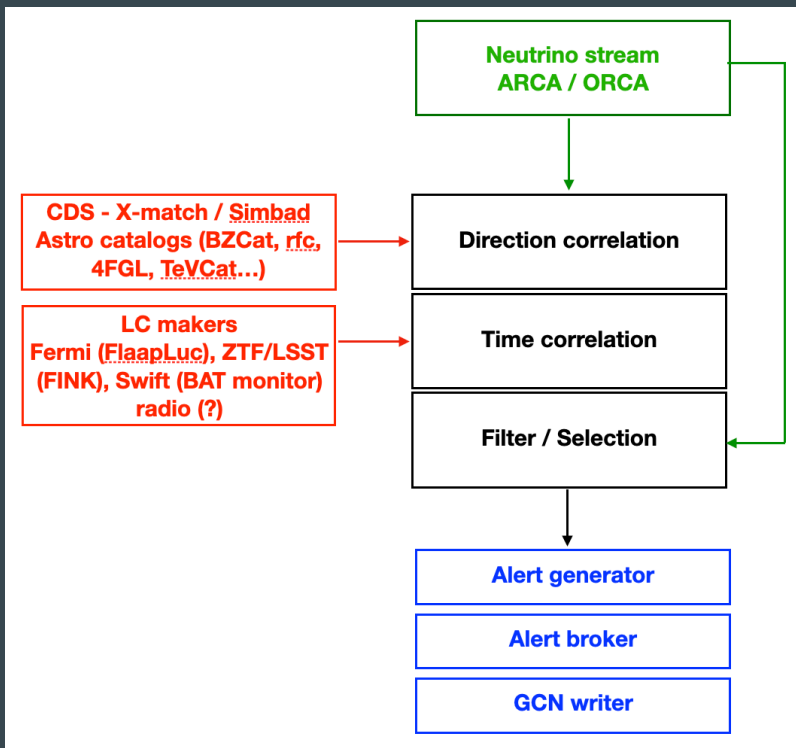 Neutrino stream
ARCA / ORCA
CDS - X-match / Simbad
Astro catalogs (BZCat, rfc,
4FGL, TeVCat...)
Direction correlation
LC makers
Fermi (FlaapLuc), ZTF/LSST
(FINK), Swift (BAT monitor)
radio (?)
Time correlation
Filter / Selection
Alert generator
Alert broker
GCN writer